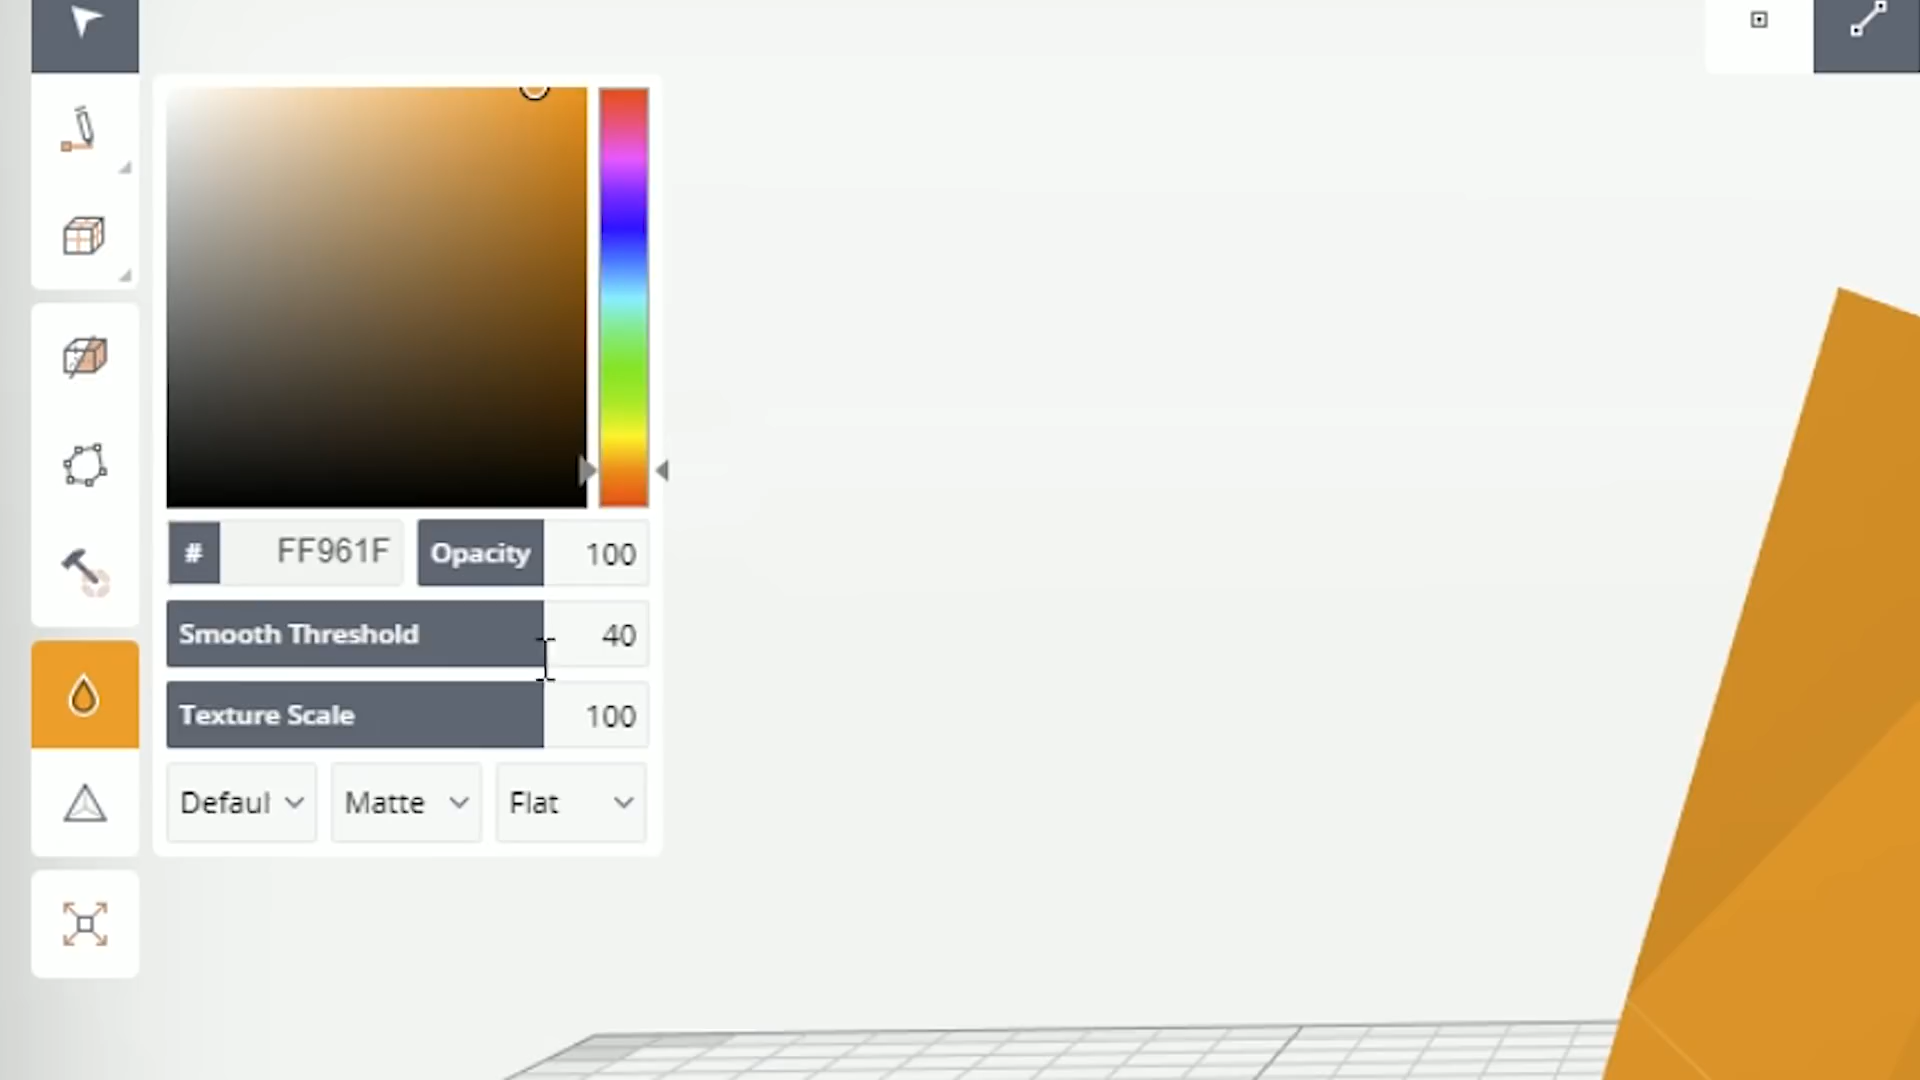 # FF961F Opacity 100
Smooth Threshold 40
Texture Scale 100
Defaul Matte Flat